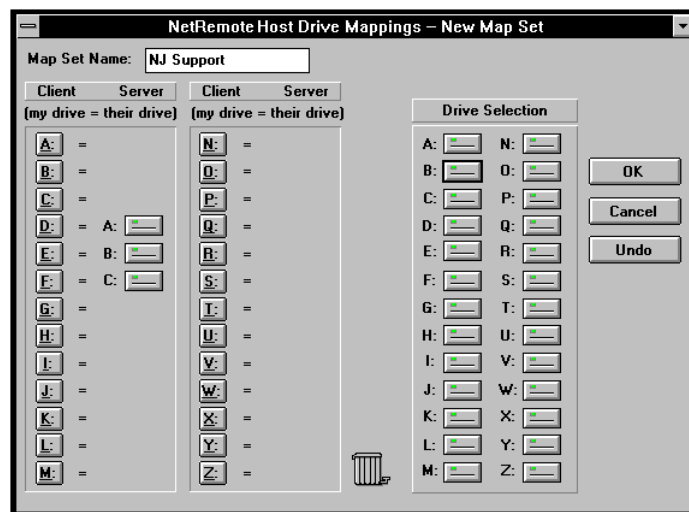 NetRemote Host Drive Mappings – New Map Set
Map Set Name: NJ Support
Client Server Client Server
(my drive = their drive) (my drive = their drive) Drive Selection
A: = N: = A: N:
B: = O: = B: O: OK
C: = P: = C: P:
Cancel
D: = A: Q: = D: Q:
E: = B: R: = E: R: Undo
F: = C: S: = F: S:
G: = T: = G: T:
H: = U: = H: U:
I: = V: = I: V:
J: = W: = J: W:
K: = X: = K: X:
L: = Y: = L: Y:
M: = Z: = M: Z: